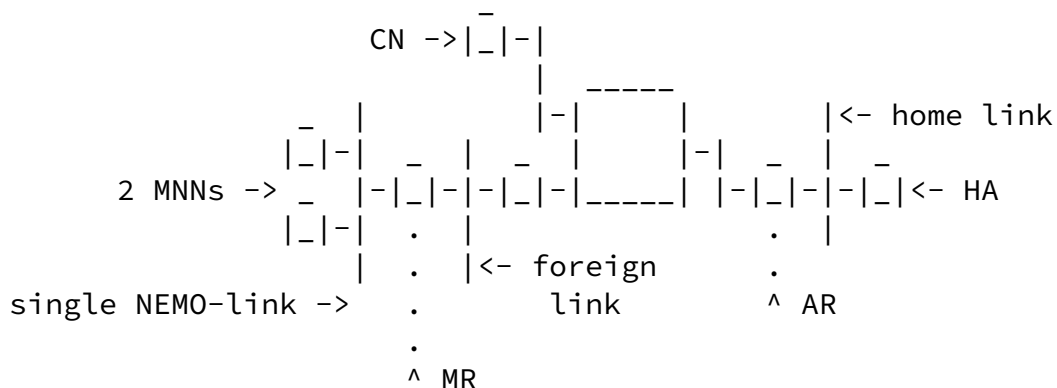 CN ->
<- home link
2 MNNs ->
<- HA
<- foreign
single NEMO-link -> link
^ AR
^ MR